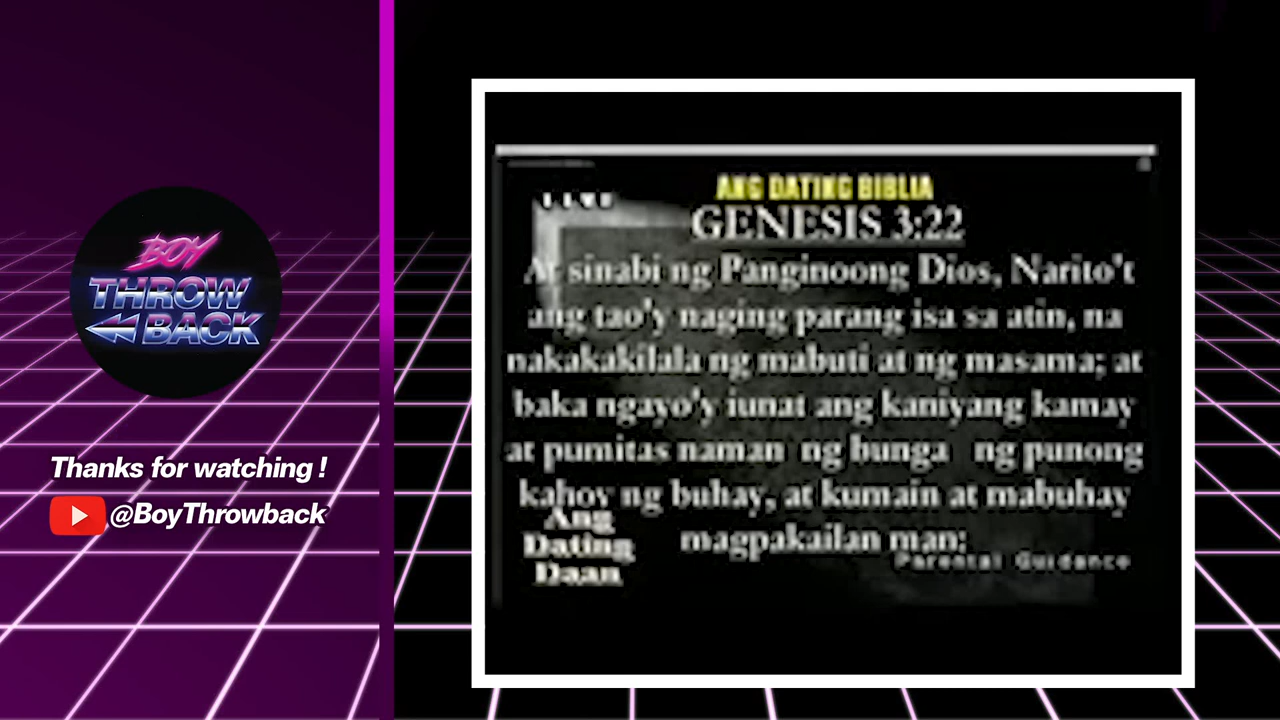 BOY
THROW
BACK
Thanks for watching !
@BoyThrowback
LIVE
ANG DATING BIBLIA
GENESIS 3:22
At sinabi ng Panginoong Dios, Narito't
ang tao'y naging parang isa sa atin, na
nakakakilala ng mabuti at ng masama; at
baka ngayo'y iunat ang kaniyang kamay
at pumitas naman ng bunga ng punong
kahoy ng buhay, at kumain at mabuhay
magpakailan man:
Ang
Dating
Daan
Parental Guidance